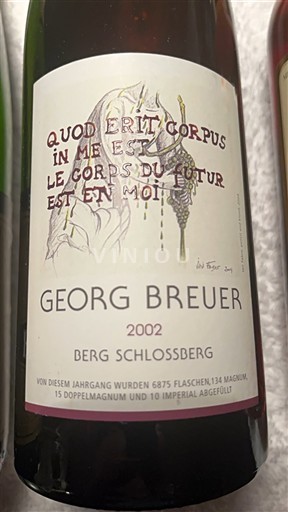 QUOD ERIT CORPUS
IN ME EST
LE CORPS DU FUTUR
EST EN MOI
VINIOU
GEORG BREUER
2002
BERG SCHLOSSBERG
VON DIESEM JAHRGANG WURDEN 6875 FLASCHEN,134 MAGNUM,
15 DOPPELMAGNUM UND 10 IMPERIAL ABGEFÜLLT